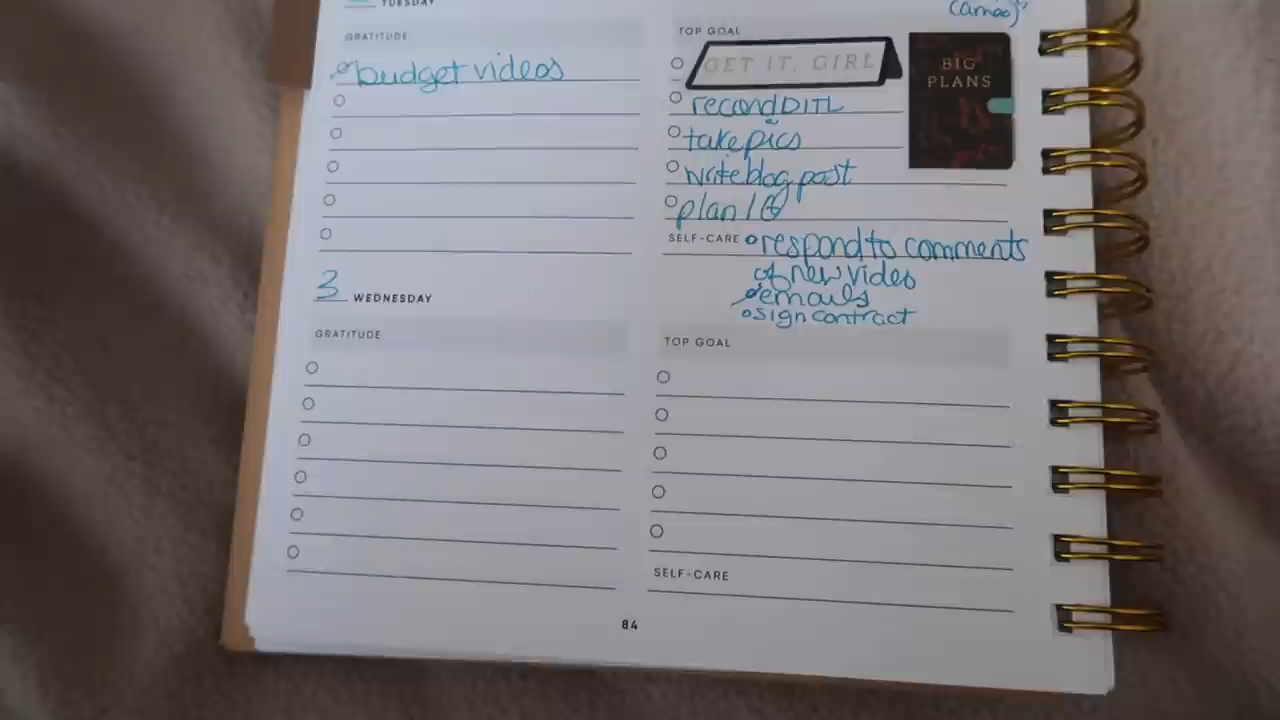 TUESDAY
GRATITUDE
budget videos
TOP GOAL
GET IT, GIRL
BIG
PLANS
record DITL
take pics
write blog post
plan IG
SELF-CARE
respond to comments
of new video
emails
sign contract
3 WEDNESDAY
GRATITUDE
TOP GOAL
SELF-CARE
84